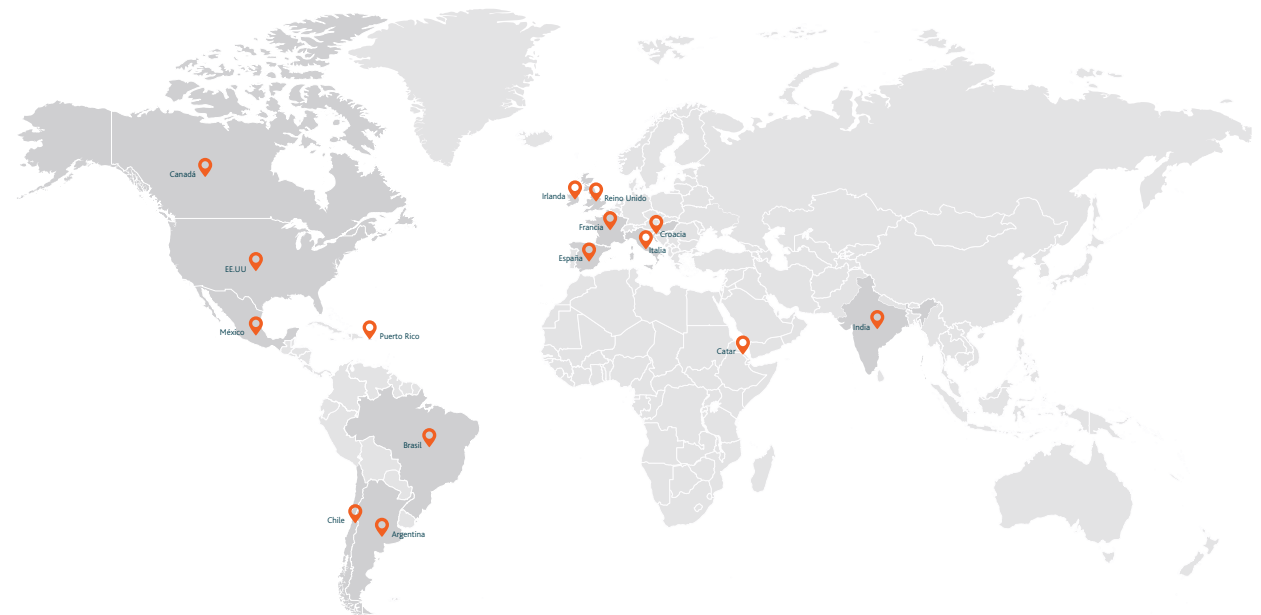 Canadá
Irlanda
Reino Unido
Francia
Croacia
Italia
España
EE.UU
México
Puerto Rico
India
Catar
Brasil
Chile
Argentina